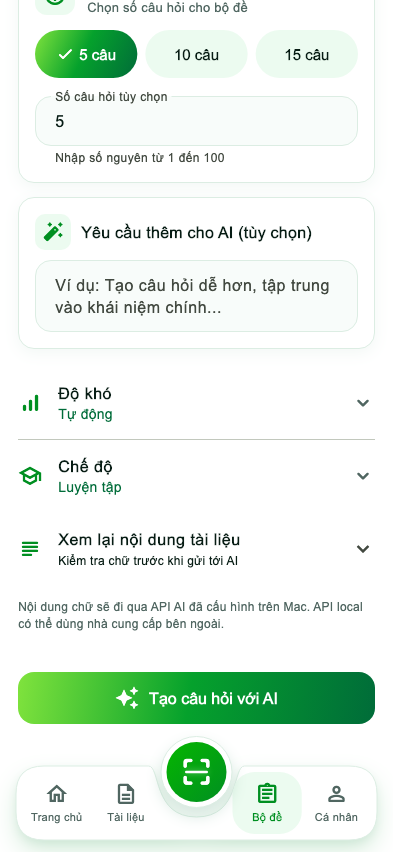 Chọn số câu hỏi cho bộ đề
5 câu
10 câu
15 câu
Số câu hỏi tùy chọn
5
Nhập số nguyên từ 1 đến 100
Yêu cầu thêm cho AI (tùy chọn)
Ví dụ: Tạo câu hỏi dễ hơn, tập trung
vào khái niệm chính...
Độ khó
Tự động
Chế độ
Luyện tập
Xem lại nội dung tài liệu
Kiểm tra chữ trước khi gửi tới AI
Nội dung chữ sẽ đi qua API AI đã cấu hình trên Mac. API local
có thể dùng nhà cung cấp bên ngoài.
Tạo câu hỏi với AI
Trang chủ
Tài liệu
Bộ đề
Cá nhân